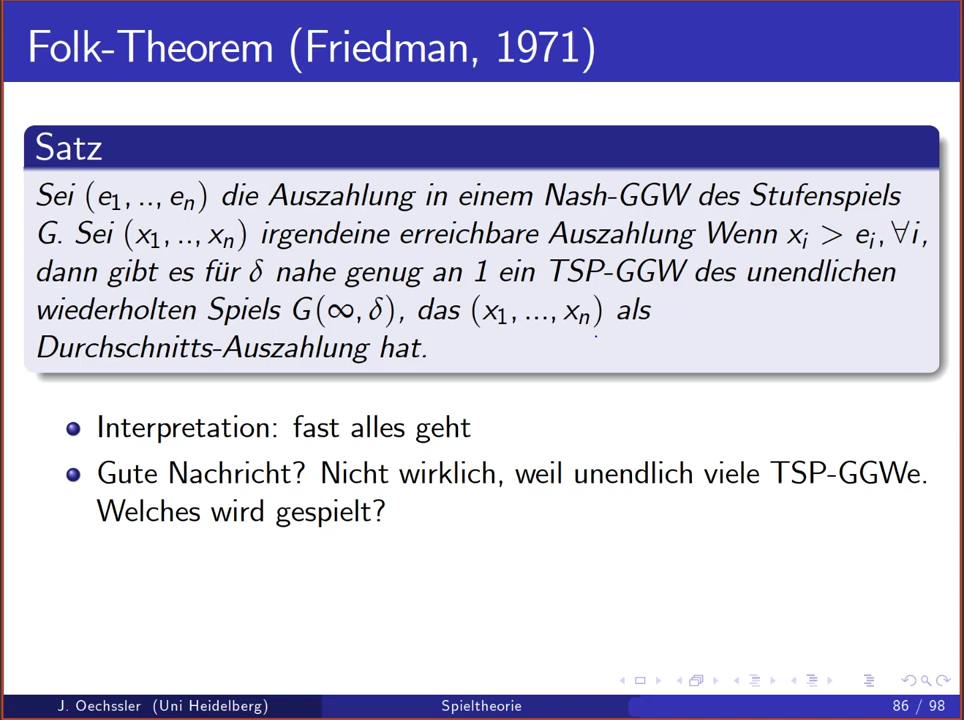 Folk-Theorem (Friedman, 1971)
Satz
Sei (e₁, .., eₙ) die Auszahlung in einem Nash-GGW des Stufenspiels
G. Sei (x₁, .., xₙ) irgendeine erreichbare Auszahlung Wenn xᵢ > eᵢ, ∀i,
dann gibt es für δ nahe genug an 1 ein TSP-GGW des unendlichen
wiederholten Spiels G(∞, δ), das (x₁, ..., xₙ) als
Durchschnitts-Auszahlung hat.
Interpretation: fast alles geht
Gute Nachricht? Nicht wirklich, weil unendlich viele TSP-GGWe.
Welches wird gespielt?
J. Oechssler (Uni Heidelberg) Spieltheorie 86 / 98